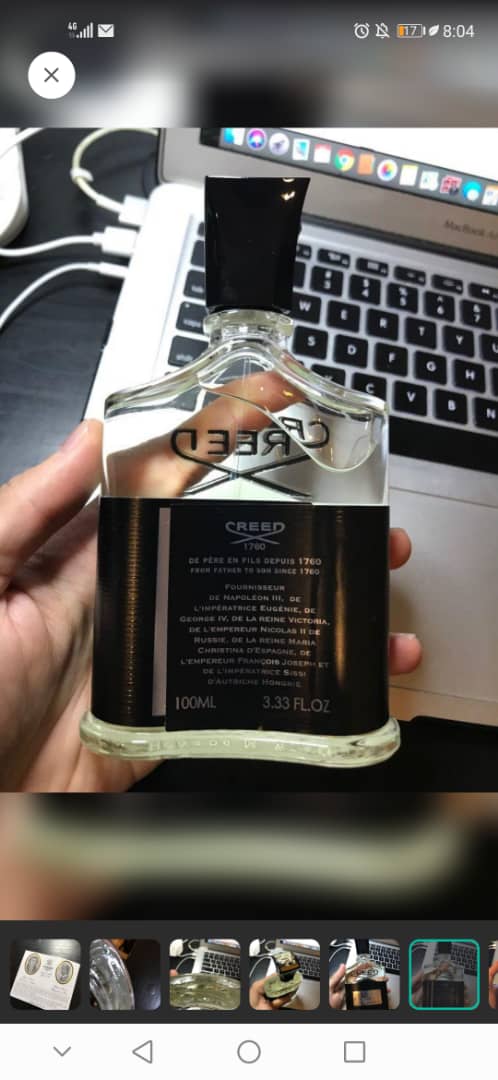 4G
17
8:04
MacBook Air
CREED
CREED
1760
DE PÈRE EN FILS DEPUIS 1760
FROM FATHER TO SON SINCE 1760
FOURNISSEUR
DE NAPOLÉON III, DE
L'IMPÉRATRICE EUGÉNIE, DE
GEORGE IV, DE LA REINE VICTORIA,
DE L'EMPEREUR NICOLAS II DE
RUSSIE, DE LA REINE MARIA
CHRISTINA D'ESPAGNE, DE
L'EMPEREUR FRANÇOIS JOSEPH ET
DE L'IMPÉRATRICE SISSI
D'AUTRICHE HONGRIE
100ML 3.33 FL.OZ
CREED